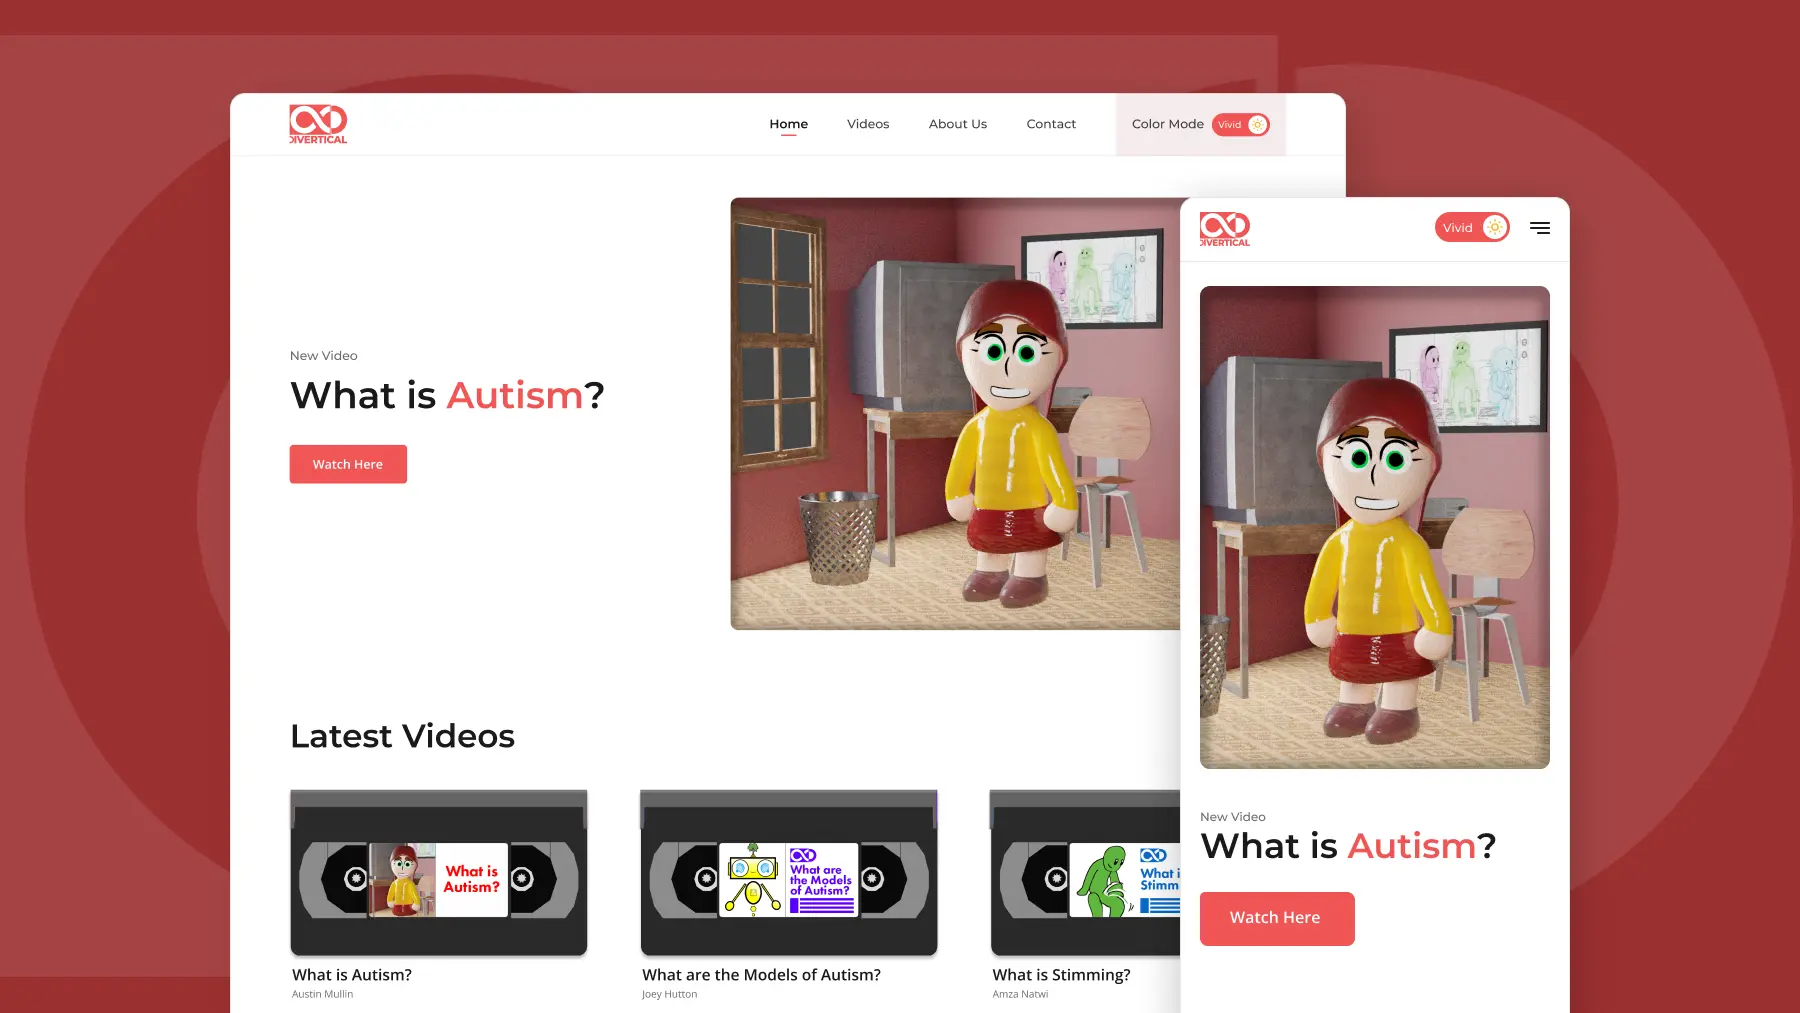 DIVERTICAL
Home
Videos
About Us
Contact
Color Mode
Vivid
New Video
What is Autism?
Watch Here
Latest Videos
What is
Autism?
What is Autism?
Austin Mullin
What are
the Models
of Autism?
What are the Models of Autism?
Joey Hutton
What i
Stimm
What is Stimming?
Amza Natwi
DIVERTICAL
Vivid
New Video
What is Autism?
Watch Here